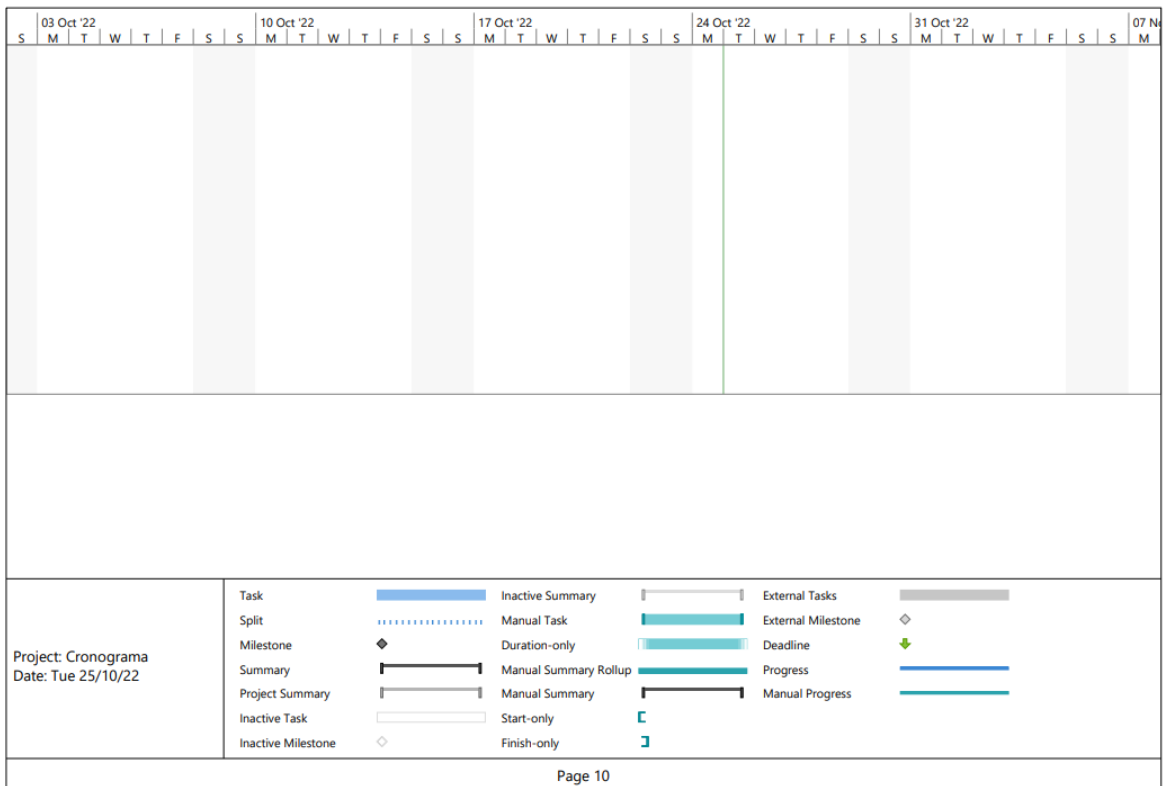 03 Oct '22 10 Oct '22 17 Oct '22 24 Oct '22 31 Oct '22 07
S M T W T F S S M T W T F S S M T W T F S S M T W T F S S M T W T F S S M
Task Inactive Summary External Tasks
Split Manual Task External Milestone
Milestone Duration-only Deadline
Summary Manual Summary Rollup Progress
Project Summary Manual Summary Manual Progress
Inactive Task Start-only
Inactive Milestone Finish-only
Project: Cronograma
Date: Tue 25/10/22
Page 10